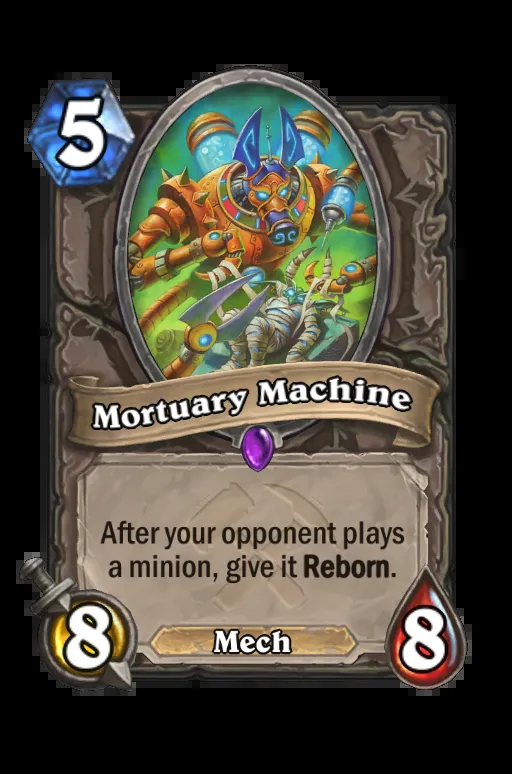 5
Mortuary Machine
After your opponent plays
a minion, give it Reborn.
8
Mech
8